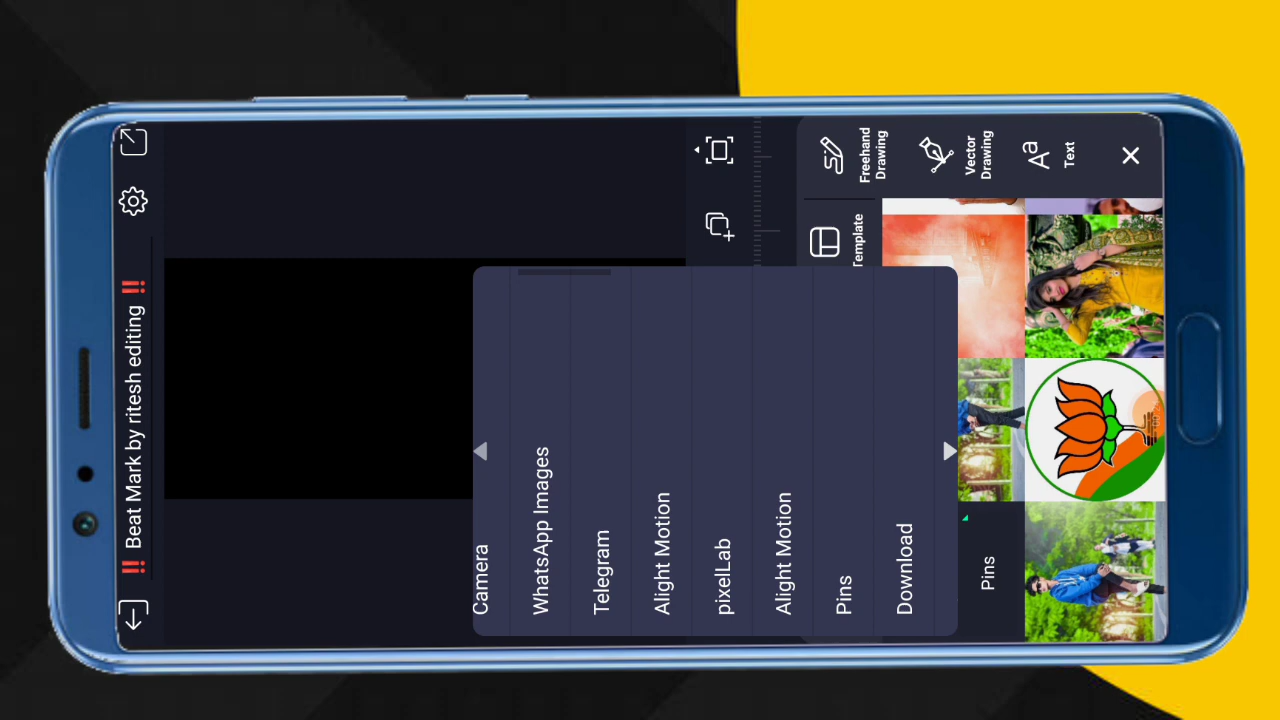 ‼️ Beat Mark by ritesh editing ‼️
Camera
WhatsApp Images
Telegram
Alight Motion
pixelLab
Alight Motion
Pins
Download
Template
Freehand
Drawing
Vector
Drawing
Aa
Text
Pins